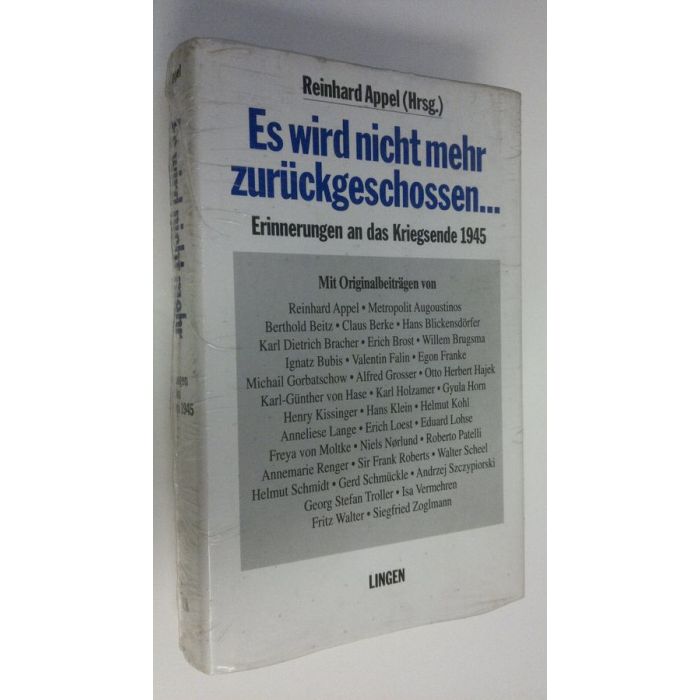 Reinhard Appel (Hrsg.)
Es wird nicht mehr
zurückgeschossen...
Erinnerungen an das Kriegsende 1945
Mit Originalbeiträgen von
Reinhard Appel • Metropolit Augoustinos
Berthold Beitz • Claus Berke • Hans Blickensdörfer
Karl Dietrich Bracher • Erich Brost • Willem Brugsma
Ignatz Bubis • Valentin Falin • Egon Franke
Michail Gorbatschow • Alfred Grosser • Otto Herbert Hajek
Karl-Günther von Hase • Karl Holzamer • Gyula Horn
Henry Kissinger • Hans Klein • Helmut Kohl
Anneliese Lange • Erich Loest • Eduard Lohse
Freya von Moltke • Niels Nørlund • Roberto Patelli
Annemarie Renger • Sir Frank Roberts • Walter Scheel
Helmut Schmidt • Gerd Schmückle • Andrzej Szczypiorski
Georg Stefan Troller • Isa Vermehren
Fritz Walter • Siegfried Zoglmann
LINGEN
wird nicht mehr
1945